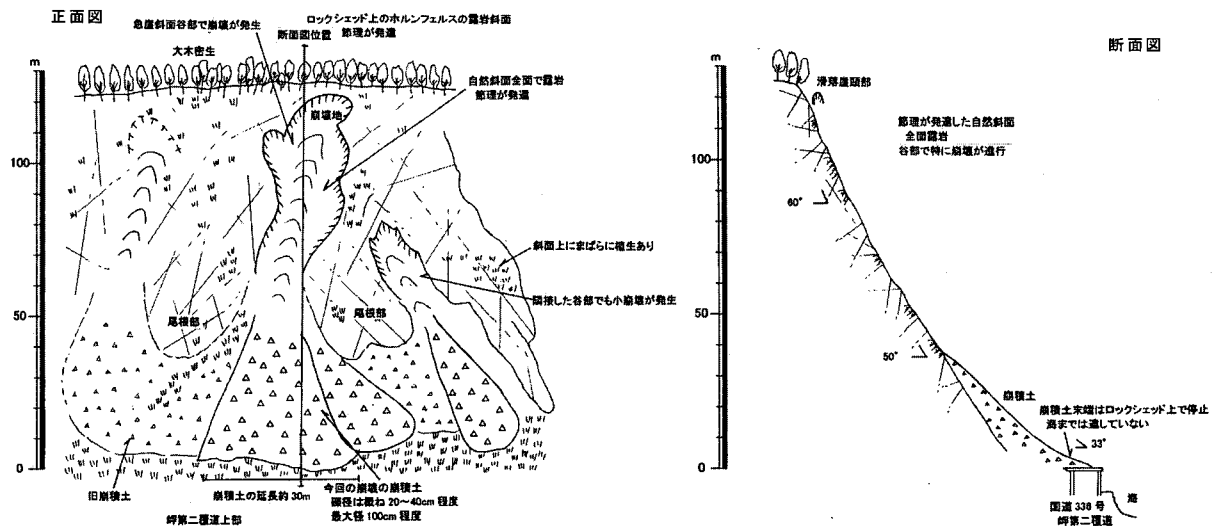 正面図
急崖斜面谷部で崩壊が発生
ロックシェッド上のホルンフェルスの露岩斜面
節理が発達
断面図位置
大木密生
m
自然斜面全面で露岩
節理が発達
崩壊地
100
斜面上にまばらに植生あり
隣接した谷部でも小崩壊が発生
50
尾根部
尾根部
0
旧崩積土
崩積土の延長約30m
今回の崩壊の崩積土
礫径は概ね20～40cm程度
最大径100cm程度
岬第二覆道上部
断面図
m
滑落崖頭部
節理が発達した自然斜面
全面露岩
谷部で特に崩壊が進行
100
60°
50
50°
崩積土
崩積土末端はロックシェッド上で停止
海までは達していない
33°
0
海
国道336号
岬第二覆道